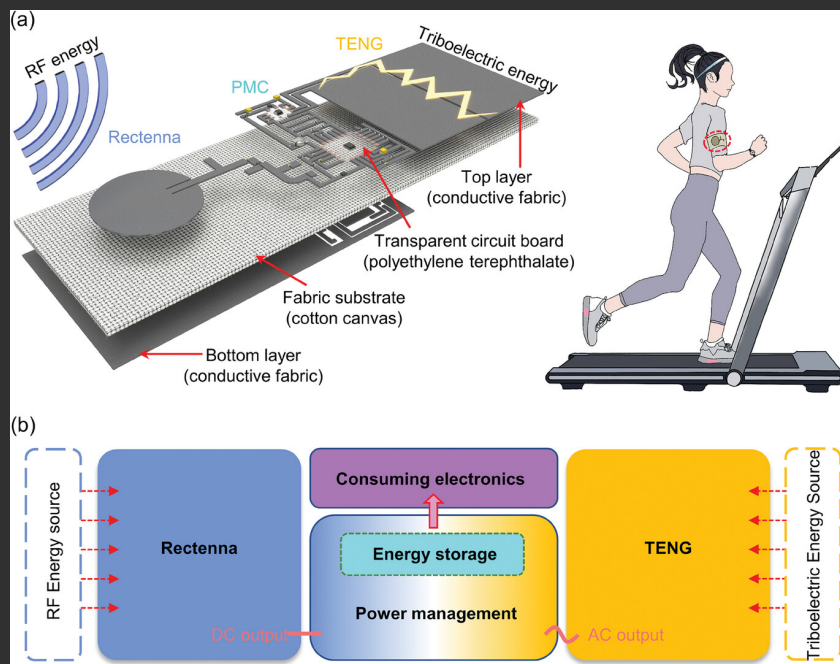 (a)
RF energy
Rectenna
PMC
TENG
Triboelectric energy
Top layer
(conductive fabric)
Transparent circuit board
(polyethylene terephthalate)
Fabric substrate
(cotton canvas)
Bottom layer
(conductive fabric)
(b)
RF Energy source
Rectenna
Consuming electronics
Energy storage
Power management
DC output
AC output
TENG
Triboelectric Energy Source